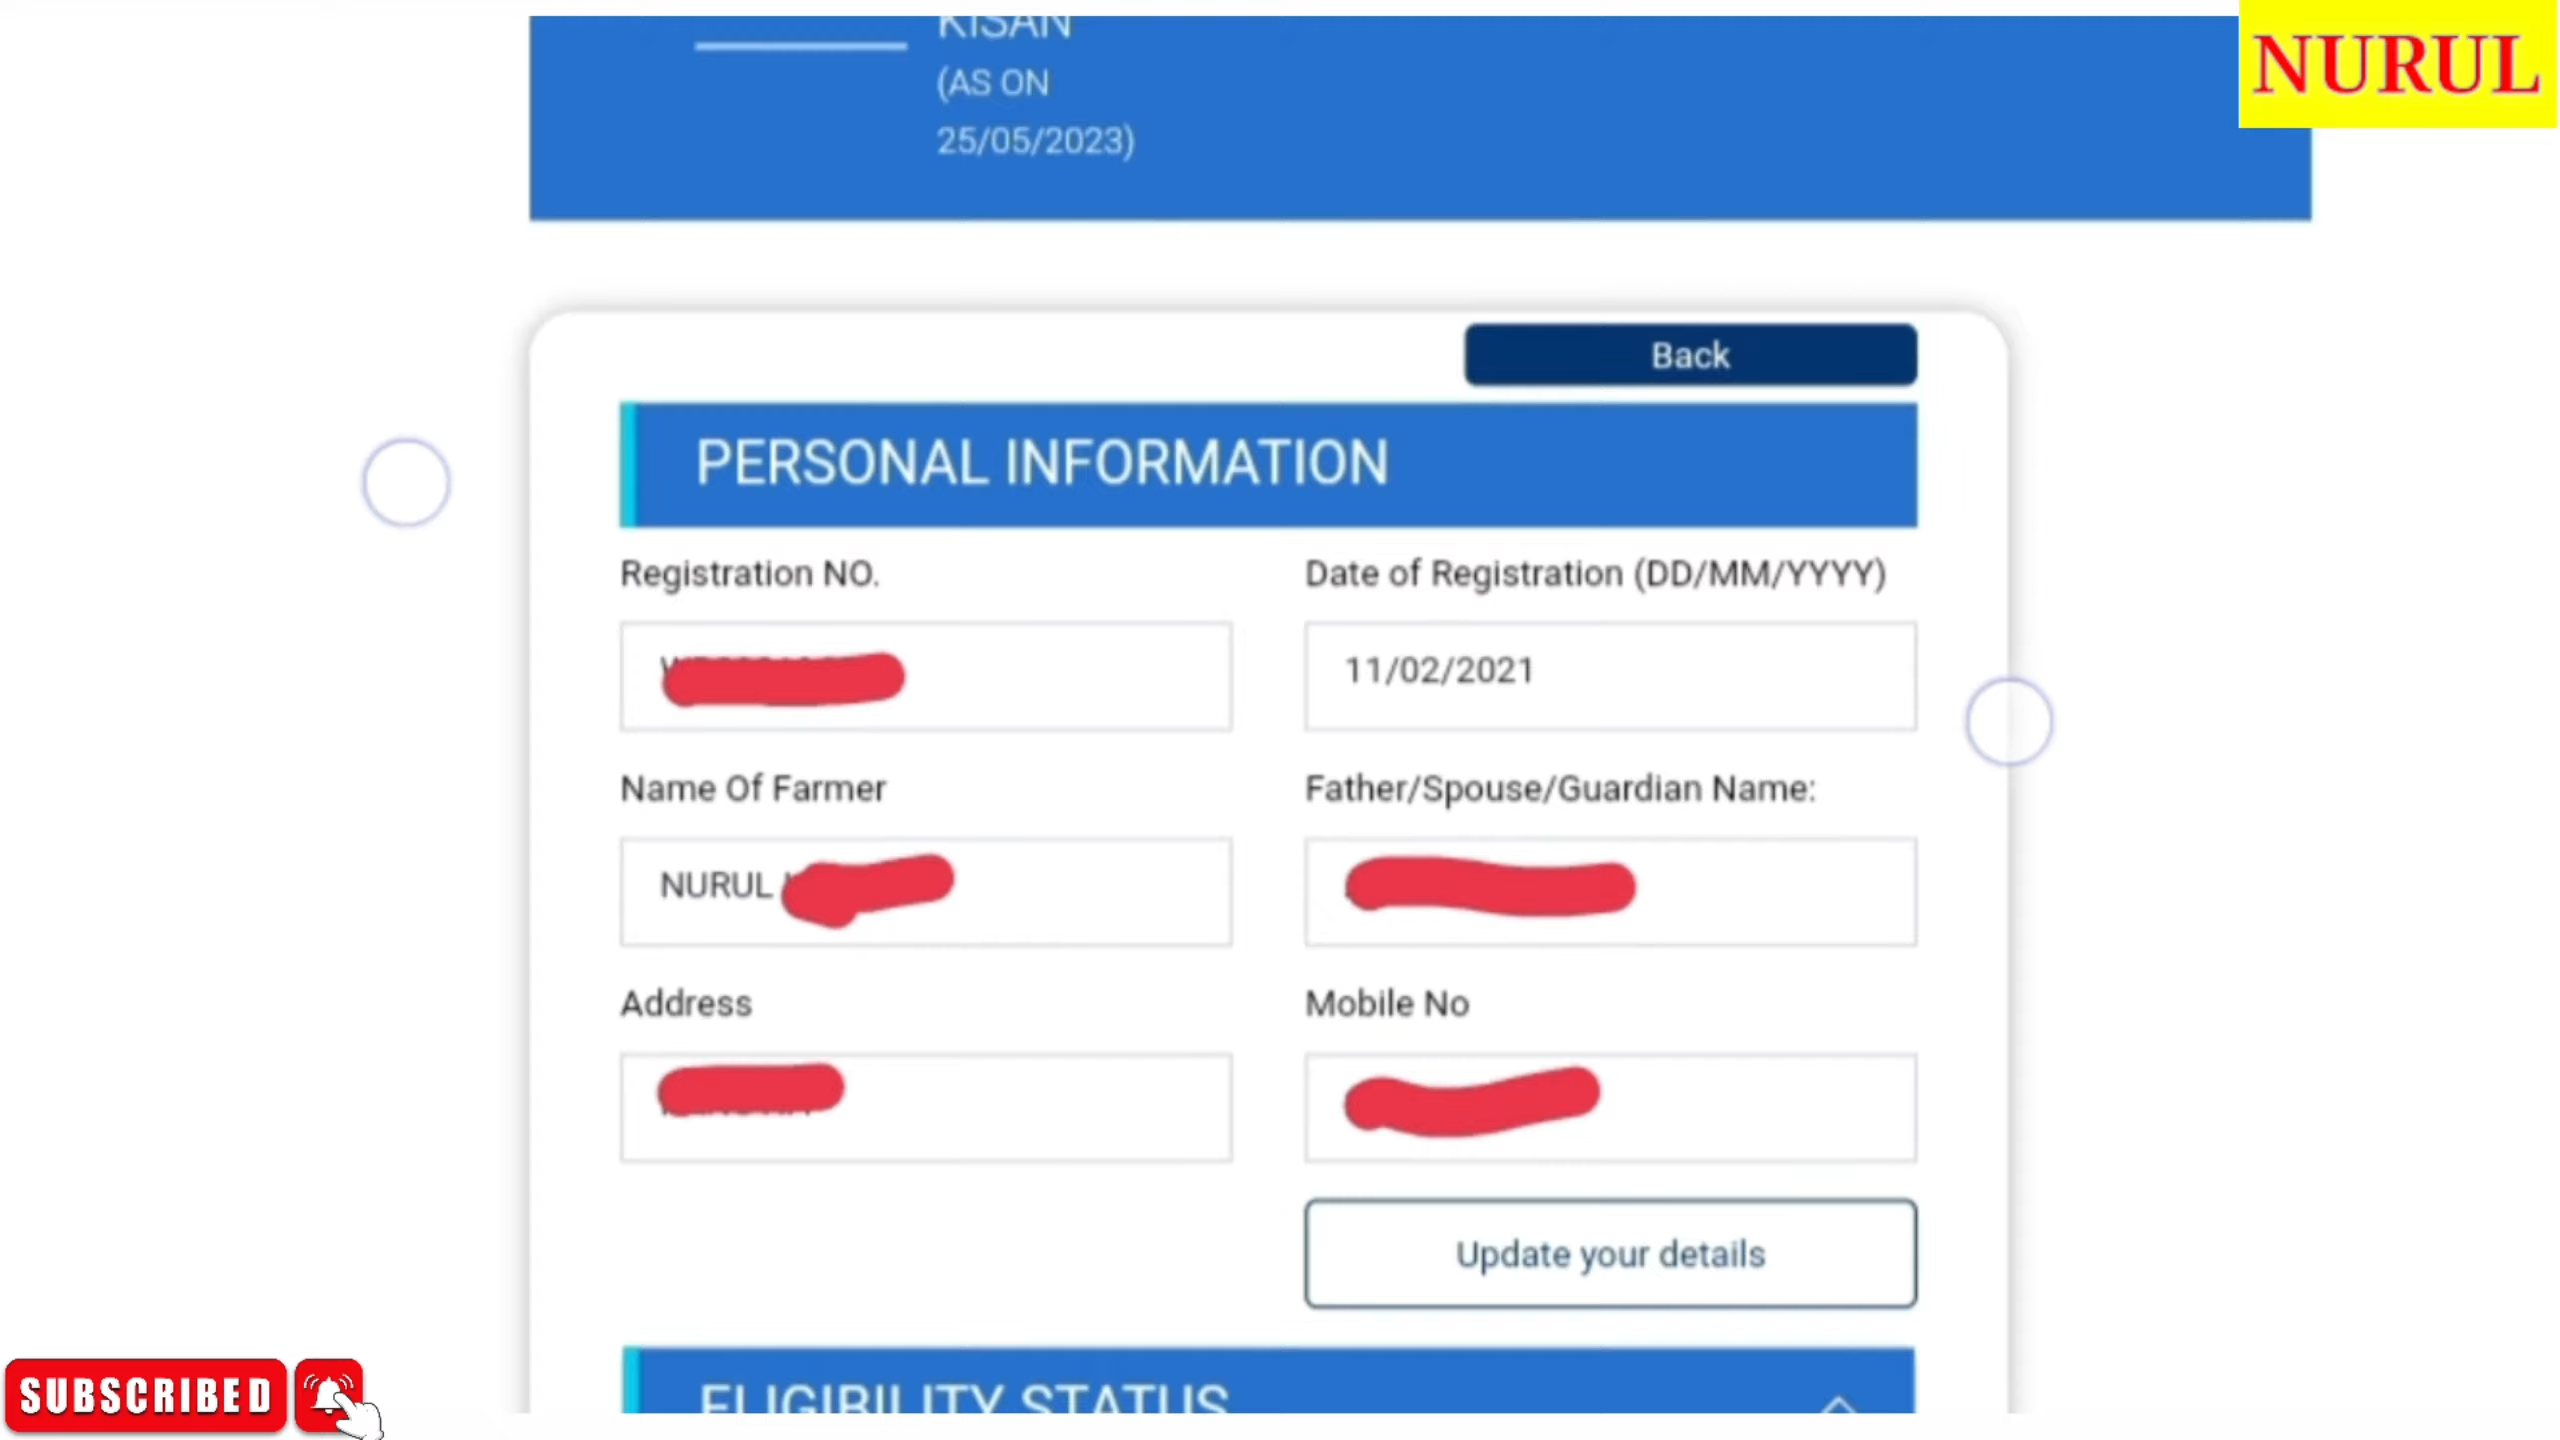 KISAN
(AS ON
25/05/2023)
NURUL
Back
PERSONAL INFORMATION
Registration NO.
Date of Registration (DD/MM/YYYY)
11/02/2021
Name Of Farmer
Father/Spouse/Guardian Name:
NURUL
Address
Mobile No
Update your details
ELIGIBILITY STATUS
SUBSCRIBED